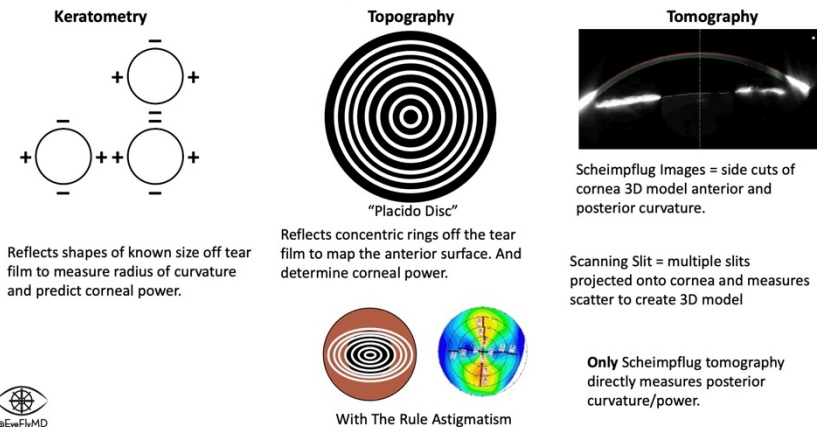 Keratometry
Reflects shapes of known size off tear
film to measure radius of curvature
and predict corneal power.
Topography
“Placido Disc”
Reflects concentric rings off the tear
film to map the anterior surface. And
determine corneal power.
With The Rule Astigmatism
Tomography
Scheimpflug Images = side cuts of
cornea 3D model anterior and
posterior curvature.
Scanning Slit = multiple slits
projected onto cornea and measures
scatter to create 3D model
Only Scheimpflug tomography
directly measures posterior
curvature/power.
@EyeFlyMD